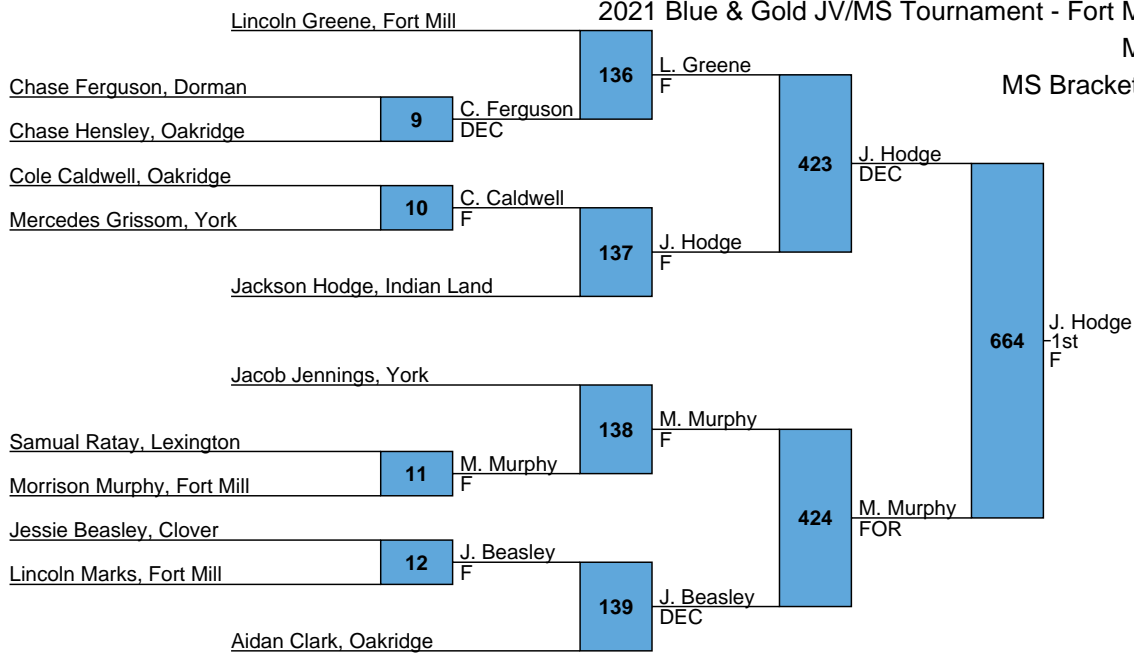 2021 Blue & Gold JV/MS Tournament - Fort M
M
MS Bracket
Lincoln Greene, Fort Mill
136
L. Greene
F
Chase Ferguson, Dorman
9
C. Ferguson
DEC
Chase Hensley, Oakridge
423
J. Hodge
DEC
Cole Caldwell, Oakridge
10
C. Caldwell
F
Mercedes Grissom, York
137
J. Hodge
F
Jackson Hodge, Indian Land
664
J. Hodge
1st
F
Jacob Jennings, York
138
M. Murphy
F
Samual Ratay, Lexington
11
M. Murphy
F
Morrison Murphy, Fort Mill
424
M. Murphy
FOR
Jessie Beasley, Clover
12
J. Beasley
F
Lincoln Marks, Fort Mill
139
J. Beasley
DEC
Aidan Clark, Oakridge